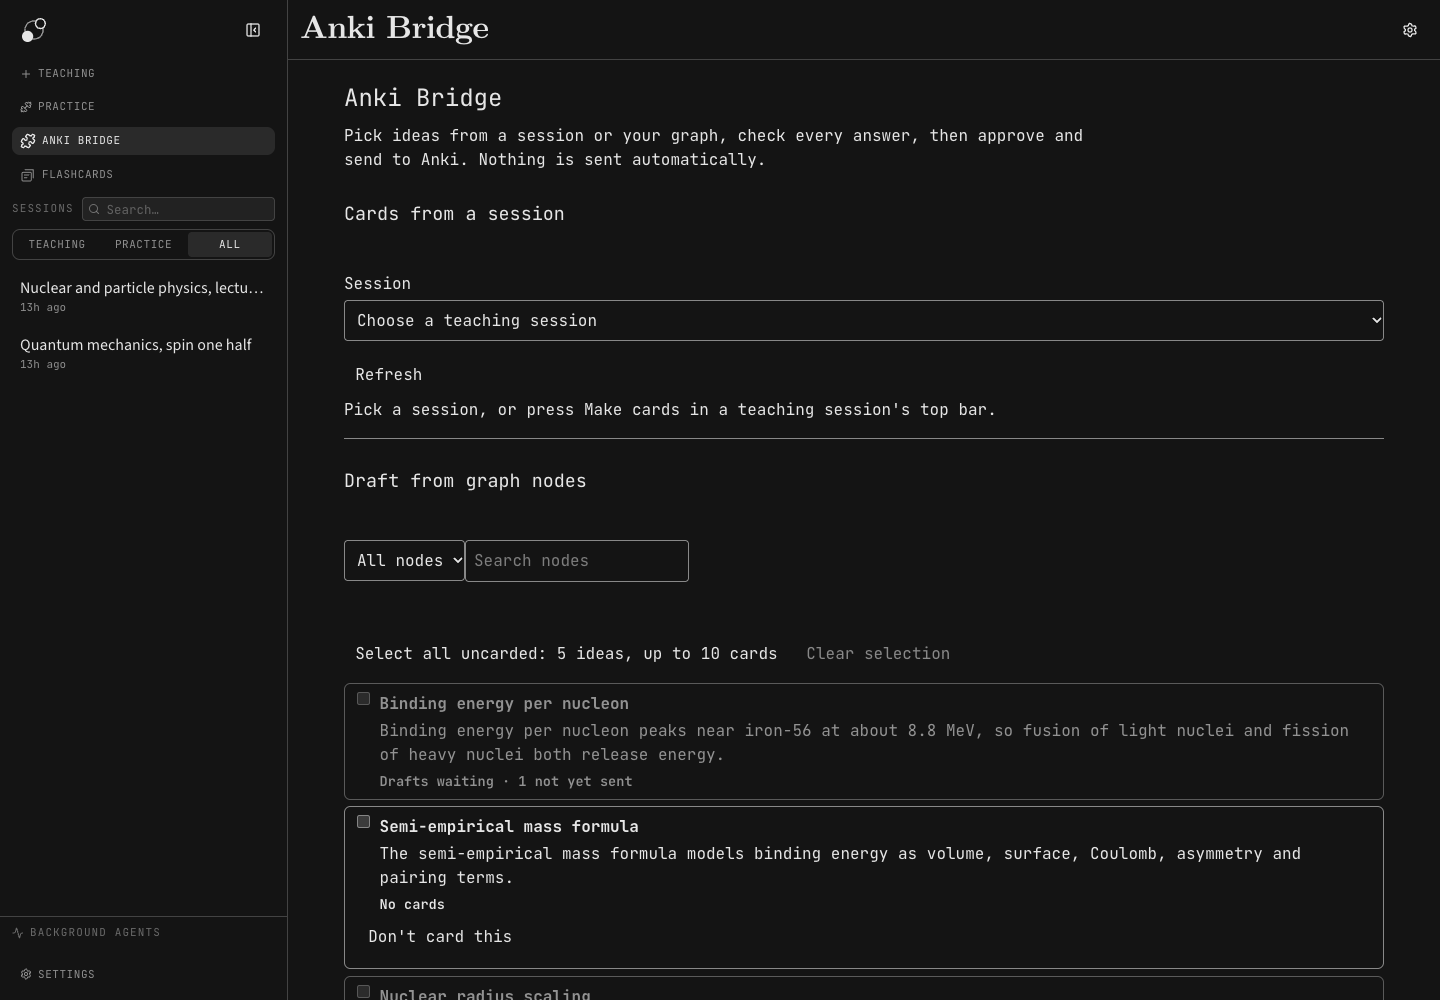 TEACHING
PRACTICE
ANKI BRIDGE
FLASHCARDS
SESSIONS
Search…
TEACHING PRACTICE ALL
Nuclear and particle physics, lectu…
13h ago
Quantum mechanics, spin one half
13h ago
BACKGROUND AGENTS
SETTINGS
Anki Bridge
Anki Bridge
Pick ideas from a session or your graph, check every answer, then approve and
send to Anki. Nothing is sent automatically.
Cards from a session
Session
Choose a teaching session
Refresh
Pick a session, or press Make cards in a teaching session's top bar.
Draft from graph nodes
All nodes Search nodes
Select all uncarded: 5 ideas, up to 10 cards Clear selection
Binding energy per nucleon
Binding energy per nucleon peaks near iron-56 at about 8.8 MeV, so fusion of light nuclei and fission
of heavy nuclei both release energy.
Drafts waiting · 1 not yet sent
Semi-empirical mass formula
The semi-empirical mass formula models binding energy as volume, surface, Coulomb, asymmetry and
pairing terms.
No cards
Don't card this
Nuclear radius scaling